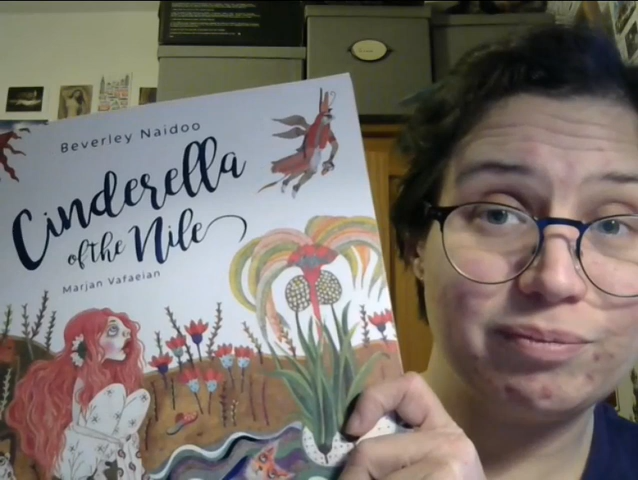 Beverley Naidoo
Cinderella
of the Nile
Marjan Vafaeian